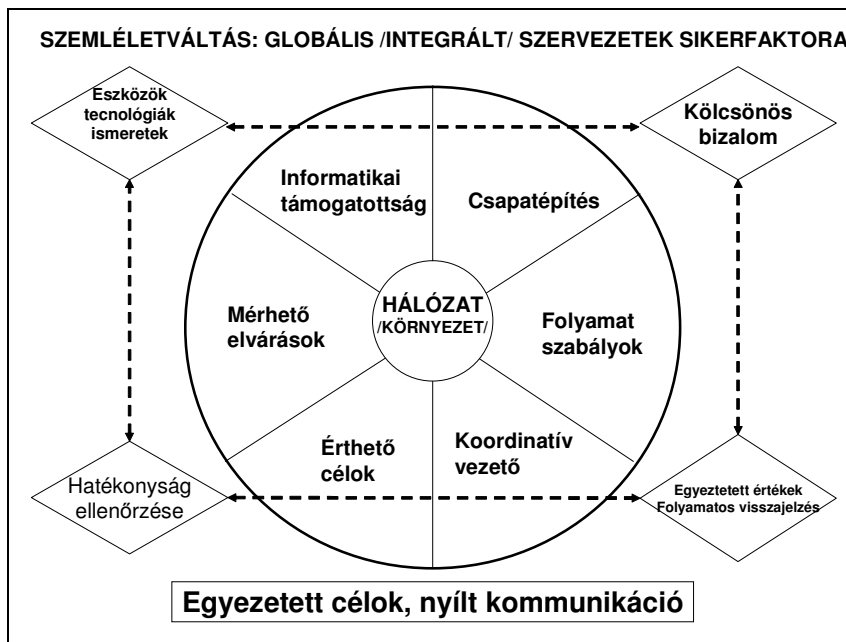 SZEMLÉLETVÁLTÁS: GLOBÁLIS /INTEGRÁLT/ SZERVEZETEK SIKERFAKTORA
Eszközök
tecnológiák
ismeretek
Kölcsönös
bizalom
Informatikai
támogatottság
Csapatépítés
HÁLÓZAT
/KÖRNYEZET/
Mérhető
elvárások
Folyamat
szabályok
Érthető
célok
Koordinatív
vezető
Hatékonyság
ellenőrzése
Egyeztetett értékek
Folyamatos visszajelzés
Egyezetett célok, nyílt kommunikáció